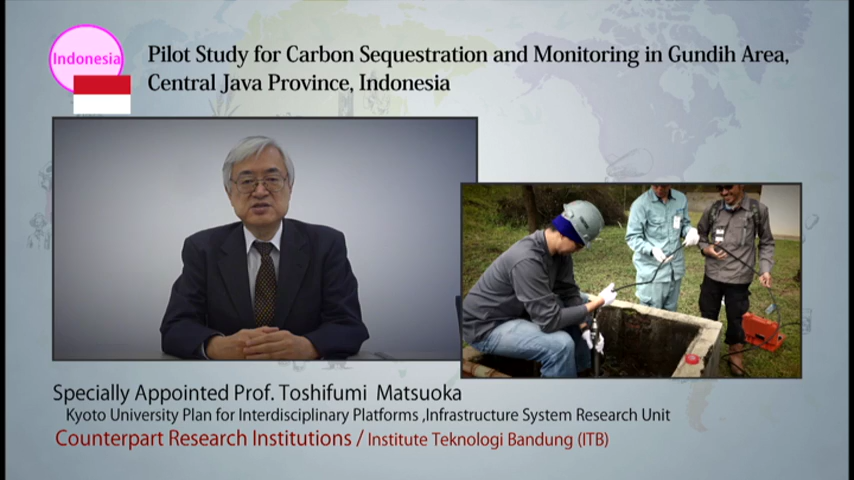 Indonesia
Pilot Study for Carbon Sequestration and Monitoring in Gundih Area,
Central Java Province, Indonesia
Specially Appointed Prof. Toshifumi Matsuoka
Kyoto University Plan for Interdisciplinary Platforms ,Infrastructure System Research Unit
Counterpart Research Institutions / Institute Teknologi Bandung (ITB)